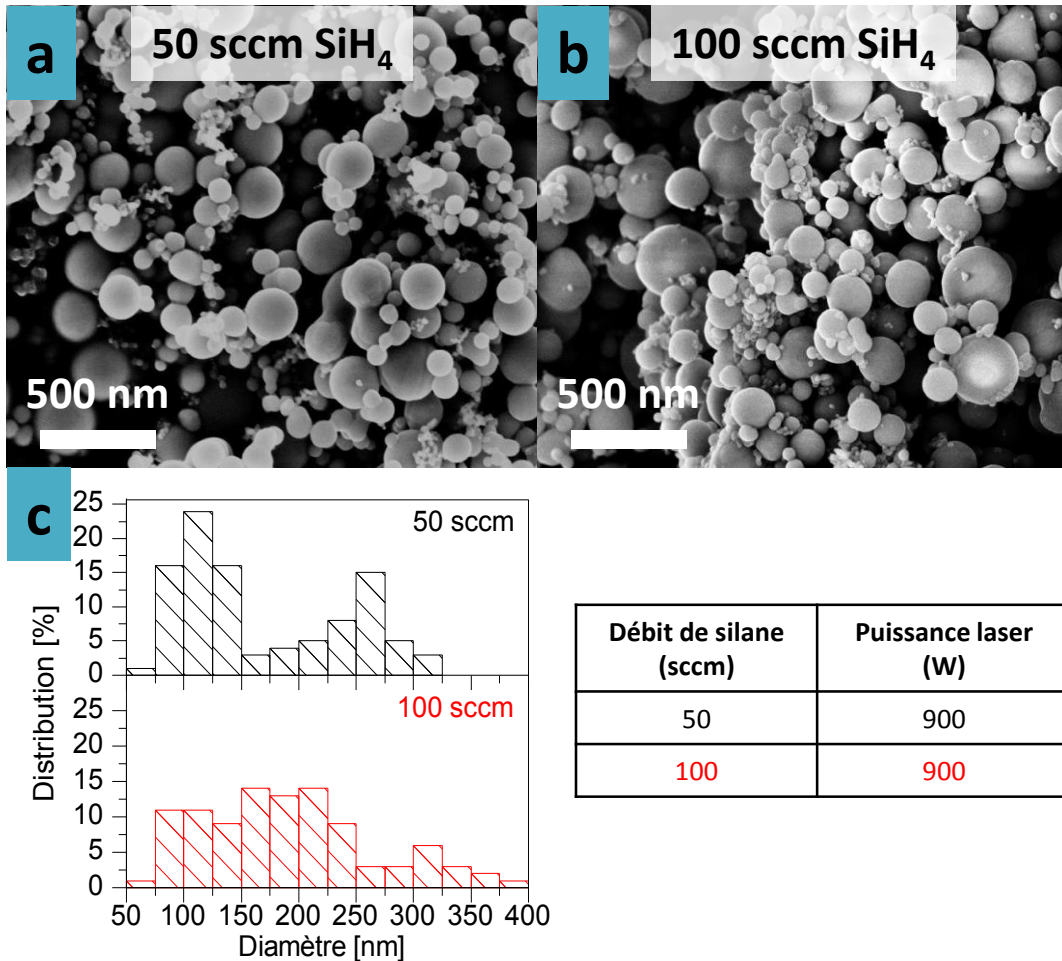 a
50 sccm SiH₄
b
100 sccm SiH₄
500 nm
500 nm
c
25
20
15
10
5
0
50 sccm
25
20
15
10
5
0
100 sccm
Distribution [%]
50 100 150 200 250 300 350 400
Diamètre [nm]
Débit de silane
(sccm)
Puissance laser
(W)
50
900
100
900